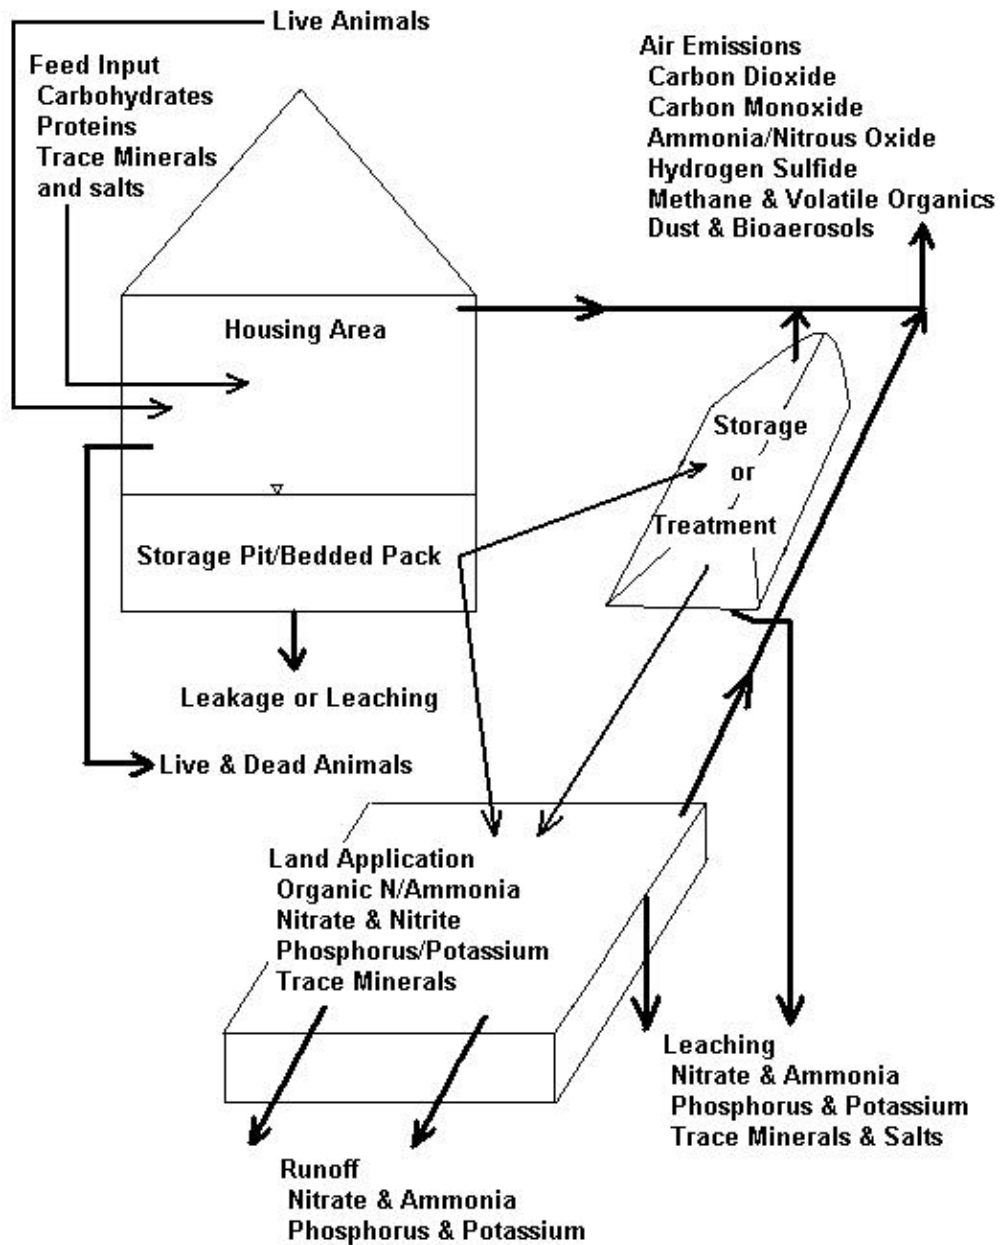 Live Animals
Feed Input
Carbohydrates
Proteins
Trace Minerals
and salts
Air Emissions
Carbon Dioxide
Carbon Monoxide
Ammonia/Nitrous Oxide
Hydrogen Sulfide
Methane & Volatile Organics
Dust & Bioaerosols
Housing Area
Storage
or
Treatment
Storage Pit/Bedded Pack
Leakage or Leaching
Live & Dead Animals
Land Application
Organic N/Ammonia
Nitrate & Nitrite
Phosphorus/Potassium
Trace Minerals
Leaching
Nitrate & Ammonia
Phosphorus & Potassium
Trace Minerals & Salts
Runoff
Nitrate & Ammonia
Phosphorus & Potassium